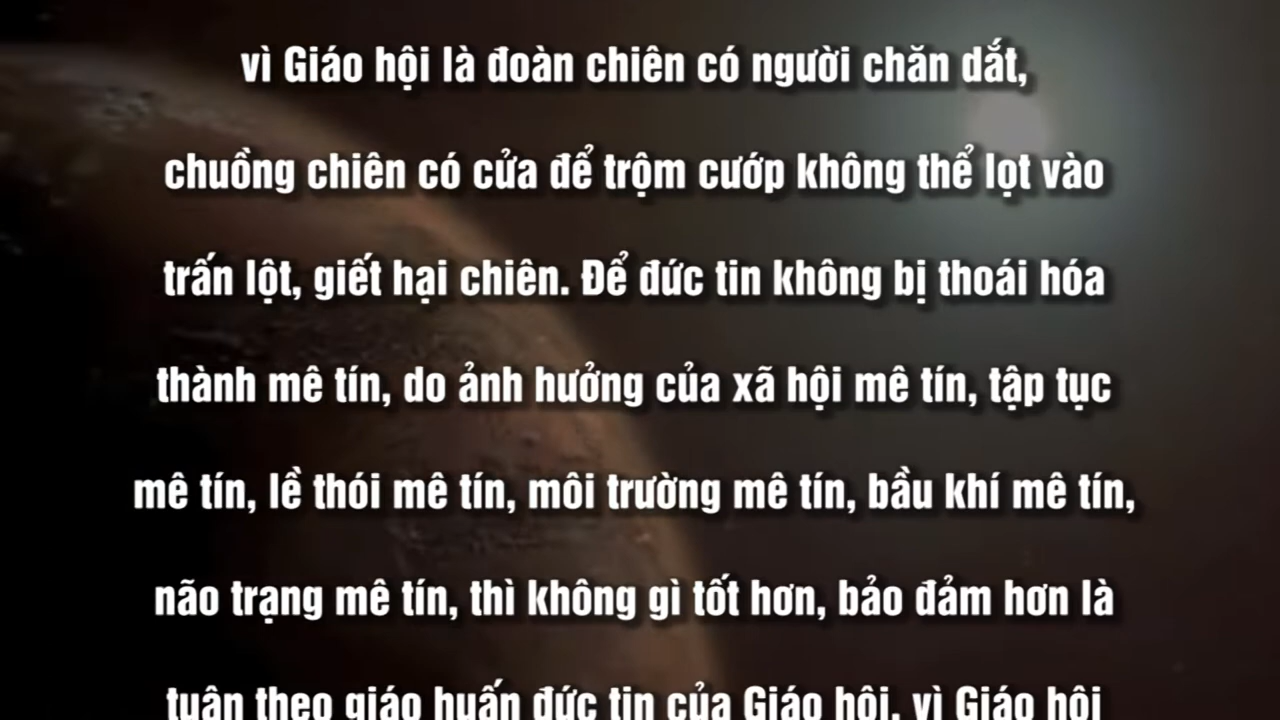 vì Giáo hội là đoàn chiên có người chăn dắt,
chuồng chiên có cửa để trộm cướp không thể lọt vào
trấn lột, giết hại chiên. Để đức tin không bị thoái hóa
thành mê tín, do ảnh hưởng của xã hội mê tín, tập tục
mê tín, lề thói mê tín, môi trường mê tín, bầu khí mê tín,
não trạng mê tín, thì không gì tốt hơn, bảo đảm hơn là
tuân theo giáo huấn đức tin của Giáo hội, vì Giáo hội